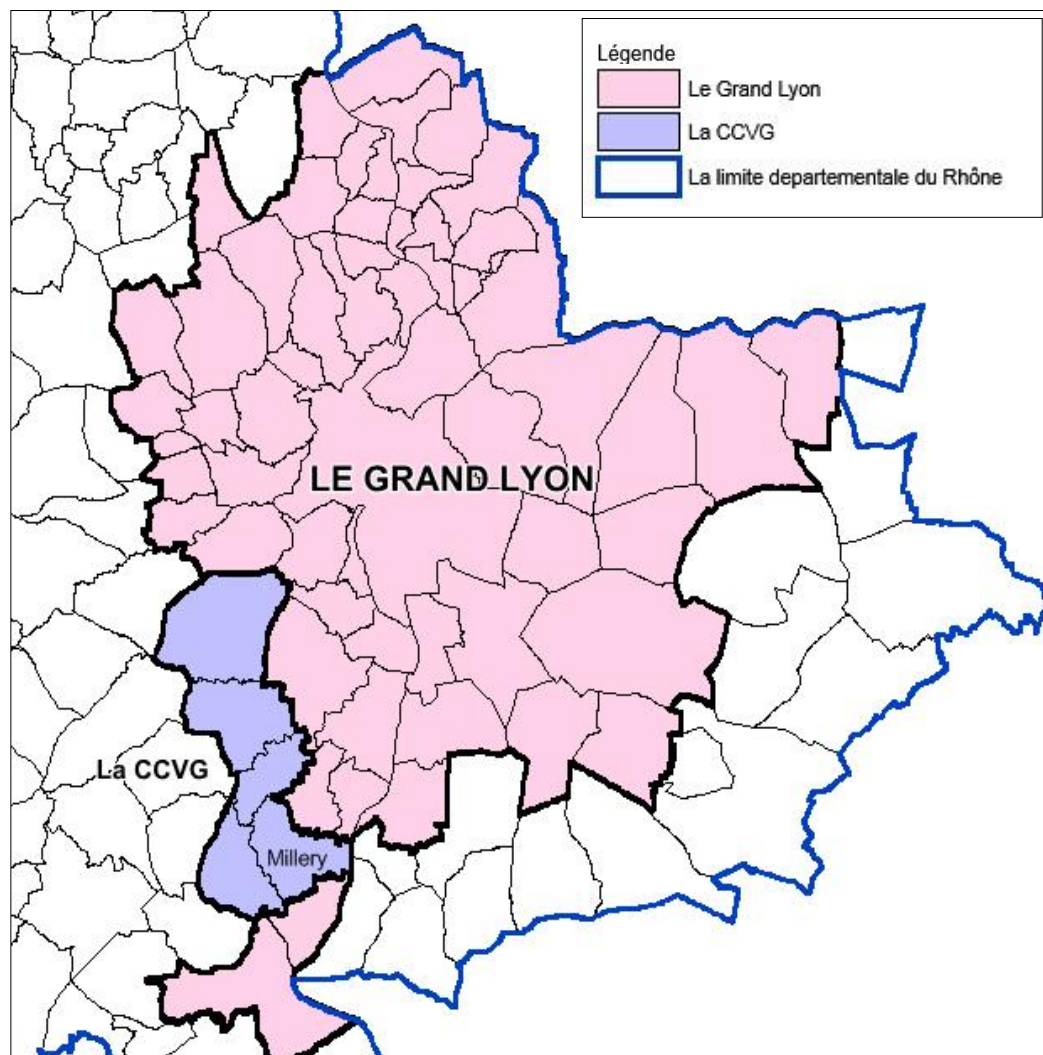 Légende
Le Grand Lyon
La CCVG
La limite departementale du Rhône
LE GRAND LYON
La CCVG
Millery